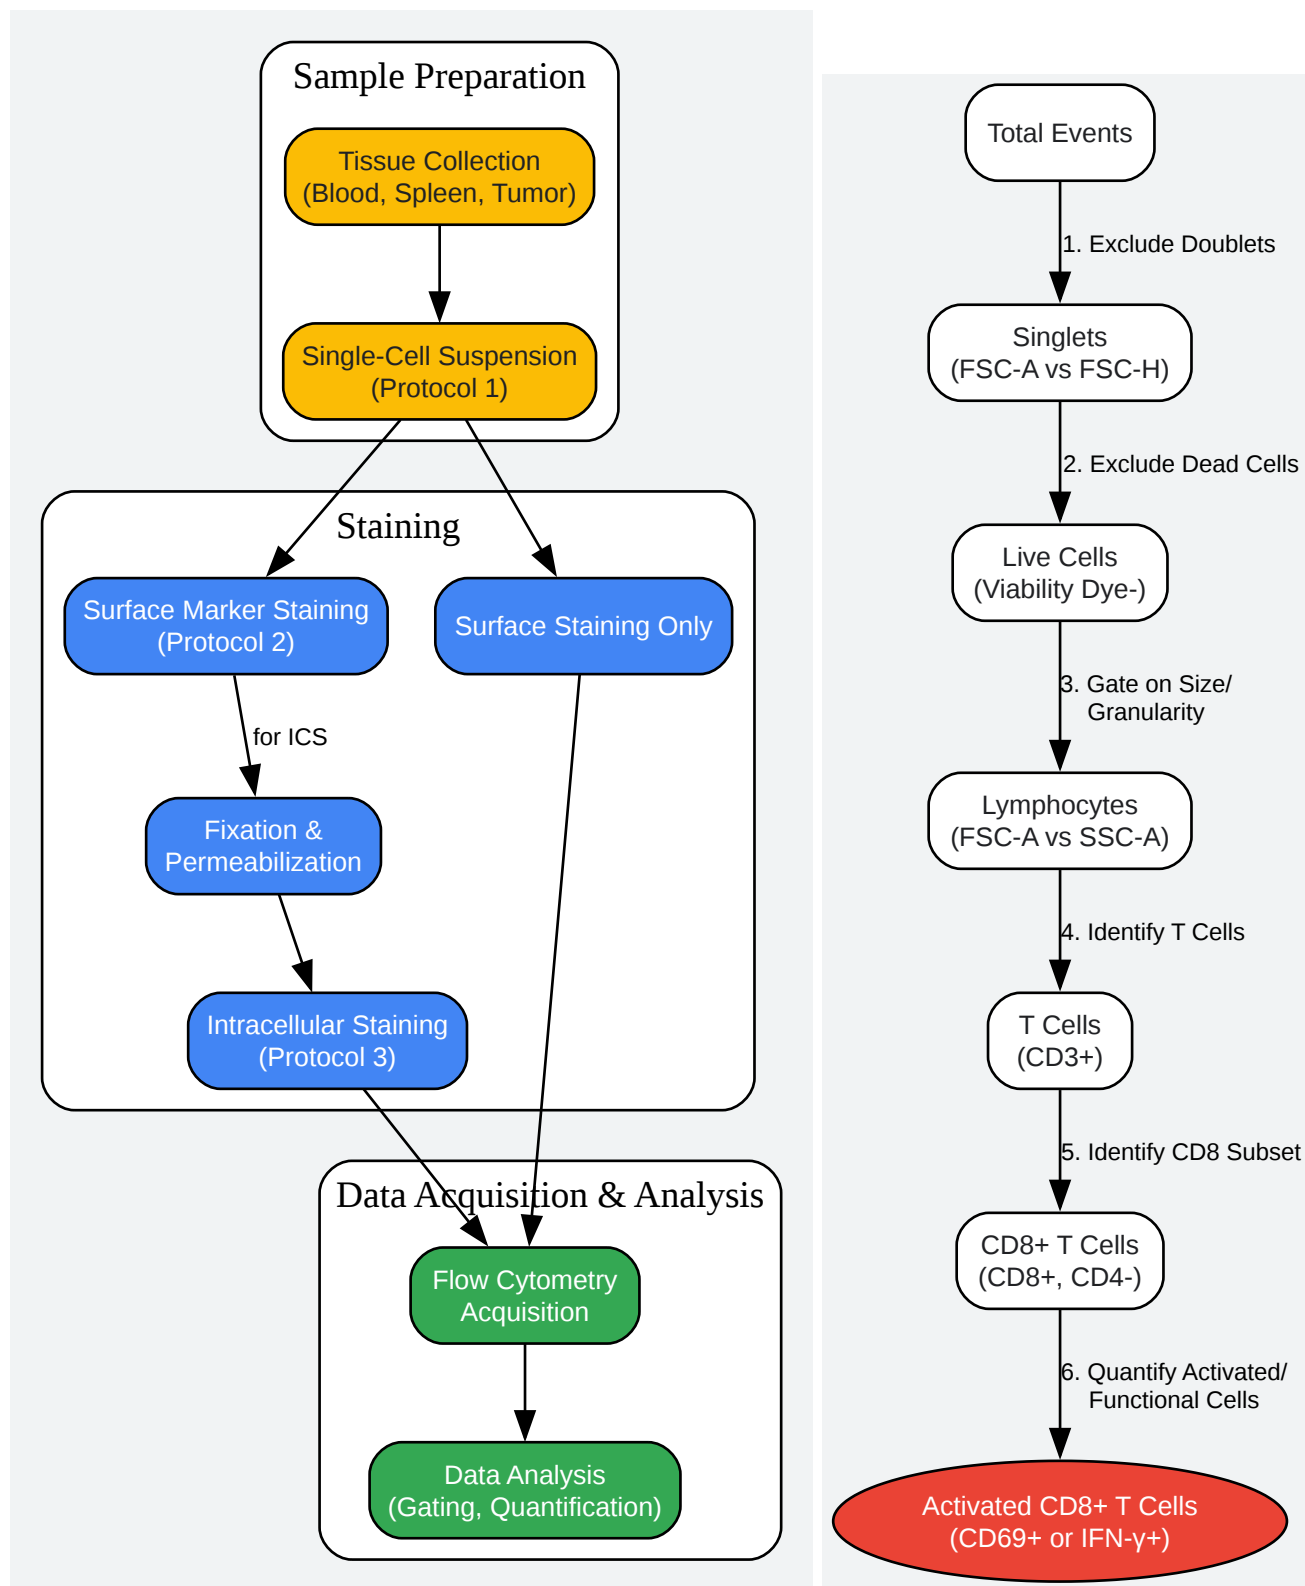 Sample Preparation
Tissue Collection
(Blood, Spleen, Tumor)
Single-Cell Suspension
(Protocol 1)
Staining
Surface Marker Staining
(Protocol 2)
Surface Staining Only
for ICS
Fixation &
Permeabilization
Intracellular Staining
(Protocol 3)
Data Acquisition & Analysis
Flow Cytometry
Acquisition
Data Analysis
(Gating, Quantification)
Total Events
1. Exclude Doublets
Singlets
(FSC-A vs FSC-H)
2. Exclude Dead Cells
Live Cells
(Viability Dye-)
3. Gate on Size/
Granularity
Lymphocytes
(FSC-A vs SSC-A)
4. Identify T Cells
T Cells
(CD3+)
5. Identify CD8 Subset
CD8+ T Cells
(CD8+, CD4-)
6. Quantify Activated/
Functional Cells
Activated CD8+ T Cells
(CD69+ or IFN-γ+)